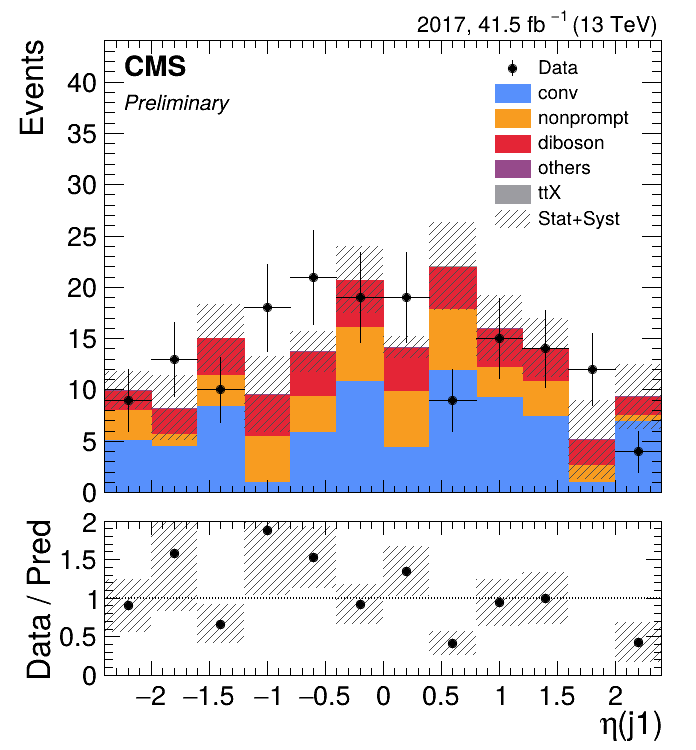 2017, 41.5 fb⁻¹ (13 TeV)
CMS
Preliminary
Data
conv
nonprompt
diboson
others
ttX
Stat+Syst
Events
40
35
30
25
20
15
10
5
0
Data / Pred
2
1.5
1
0.5
0
−2 −1.5 −1 −0.5 0 0.5 1 1.5 2
η(j1)